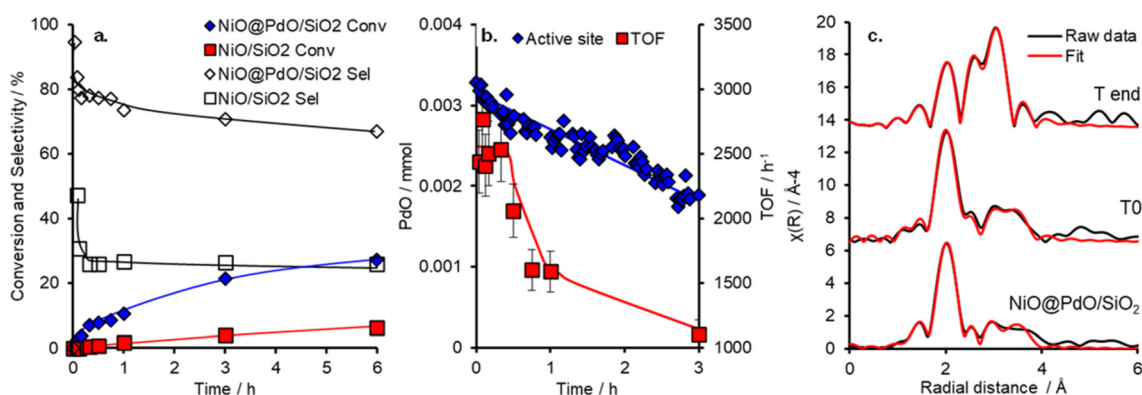 a.
NiO@PdO/SiO2 Conv
NiO/SiO2 Conv
NiO@PdO/SiO2 Sel
NiO/SiO2 Sel
Conversion and Selectivity / %
100
80
60
40
20
0
0 1 2 3 4 5 6
Time / h
b.
Active site
TOF
PdO / mmol
0.004
0.003
0.002
0.001
0
0 1 2 3
Time / h
3500
3000
2500
2000
1500
1000
TOF / h⁻¹
c.
Raw data
Fit
T end
T0
NiO@PdO/SiO₂
χ(R) / Å-4
20
18
16
14
12
10
8
6
4
2
0
0 2 4 6
Radial distance / Å